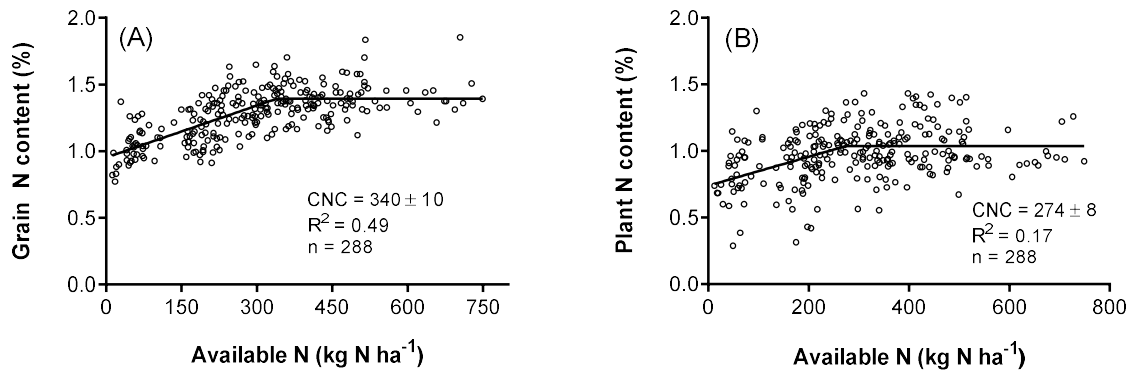 (A)
Grain N content (%)
2.0
1.5
1.0
0.5
0.0
CNC = 340 ± 10
R² = 0.49
n = 288
0 150 300 450 600 750
Available N (kg N ha⁻¹)
(B)
Plant N content (%)
2.0
1.5
1.0
0.5
0.0
CNC = 274 ± 8
R² = 0.17
n = 288
0 200 400 600 800
Available N (kg N ha⁻¹)